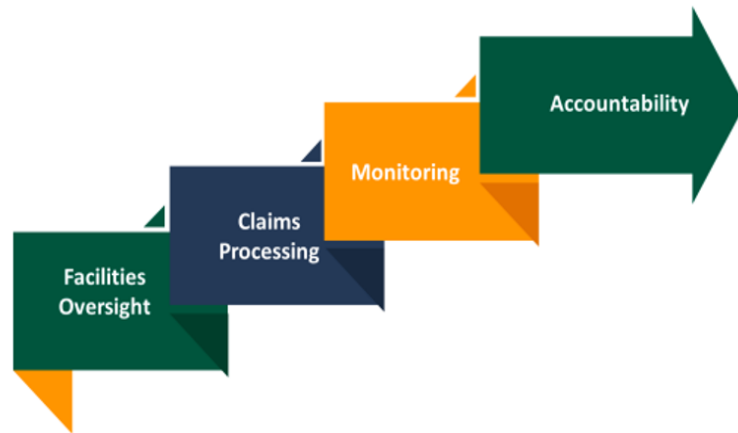 Accountability
Monitoring
Claims
Processing
Facilities
Oversight